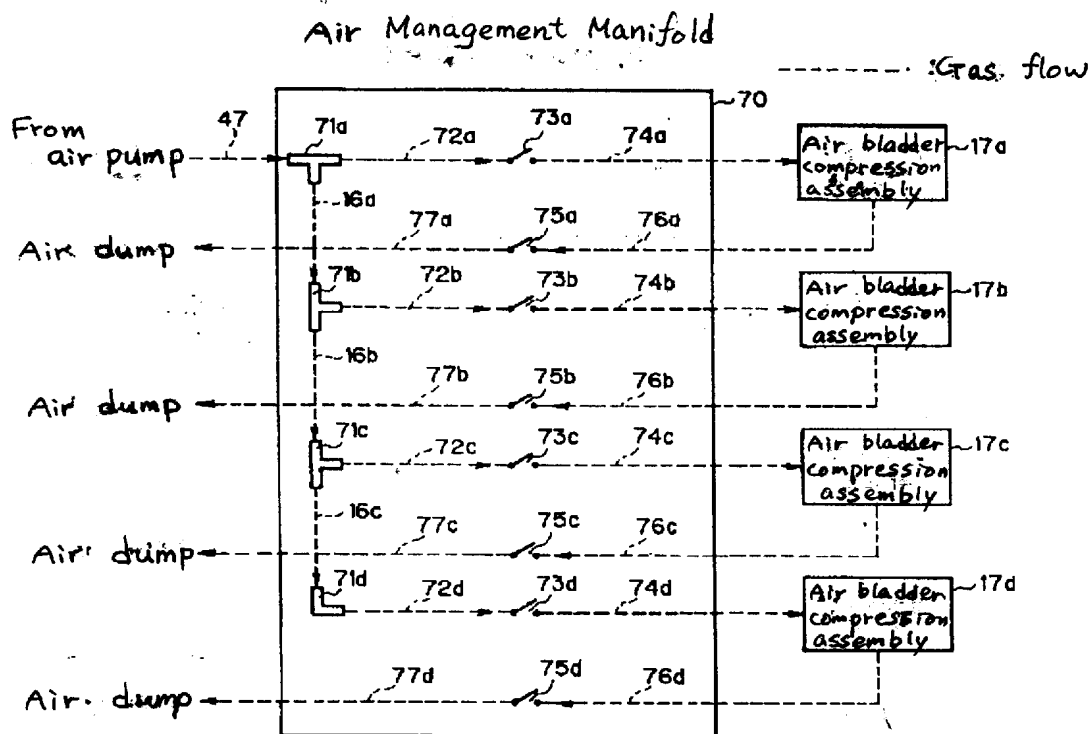 Air Management Manifold
:Gas flow
70
From
air pump
47
71a
72a
73a
74a
Air bladder
compression
assembly
17a
16a
77a
75a
76a
Air dump
71b
72b
73b
74b
Air bladder
compression
assembly
17b
16b
77b
75b
76b
Air dump
71c
72c
73c
74c
Air bladder
compression
assembly
17c
16c
77c
75c
76c
Air dump
71d
72d
73d
74d
Air bladder
compression
assembly
17d
77d
75d
76d
Air. dump